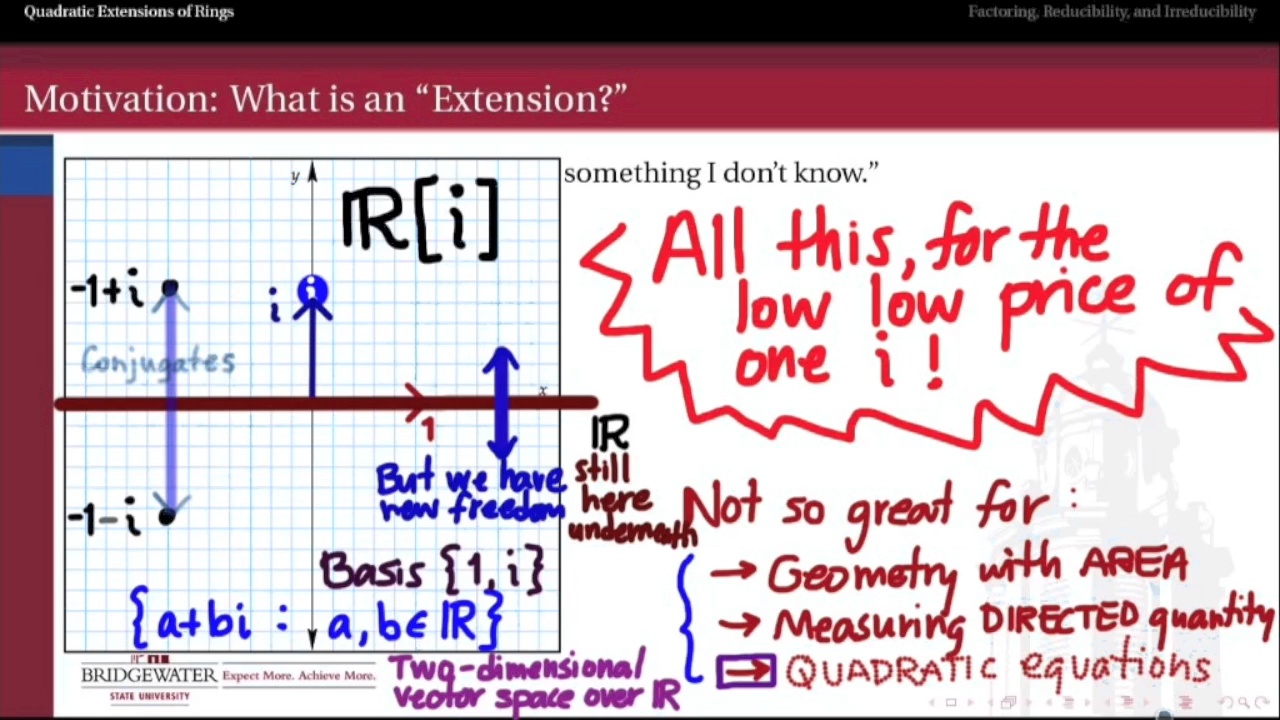 Quadratic Extensions of Rings
Factoring, Reducibility, and Irreducibility
Motivation: What is an “Extension?”
something I don’t know.”
y
ℝ[i]
All this, for the
low low price of
one i!
-1+i
i
i
Conjugates
x
1
ℝ
still
here
underneath
But we have
new freedom
-1-i
Not so great for:
→ Geometry with AREA
→ Measuring DIRECTED quantity
→ QUADRATIC equations
Basis {1,i}
{a+bi : a,b∈ℝ}
Two-dimensional
vector space over ℝ
BRIDGEWATER
STATE UNIVERSITY
Expect More. Achieve More.